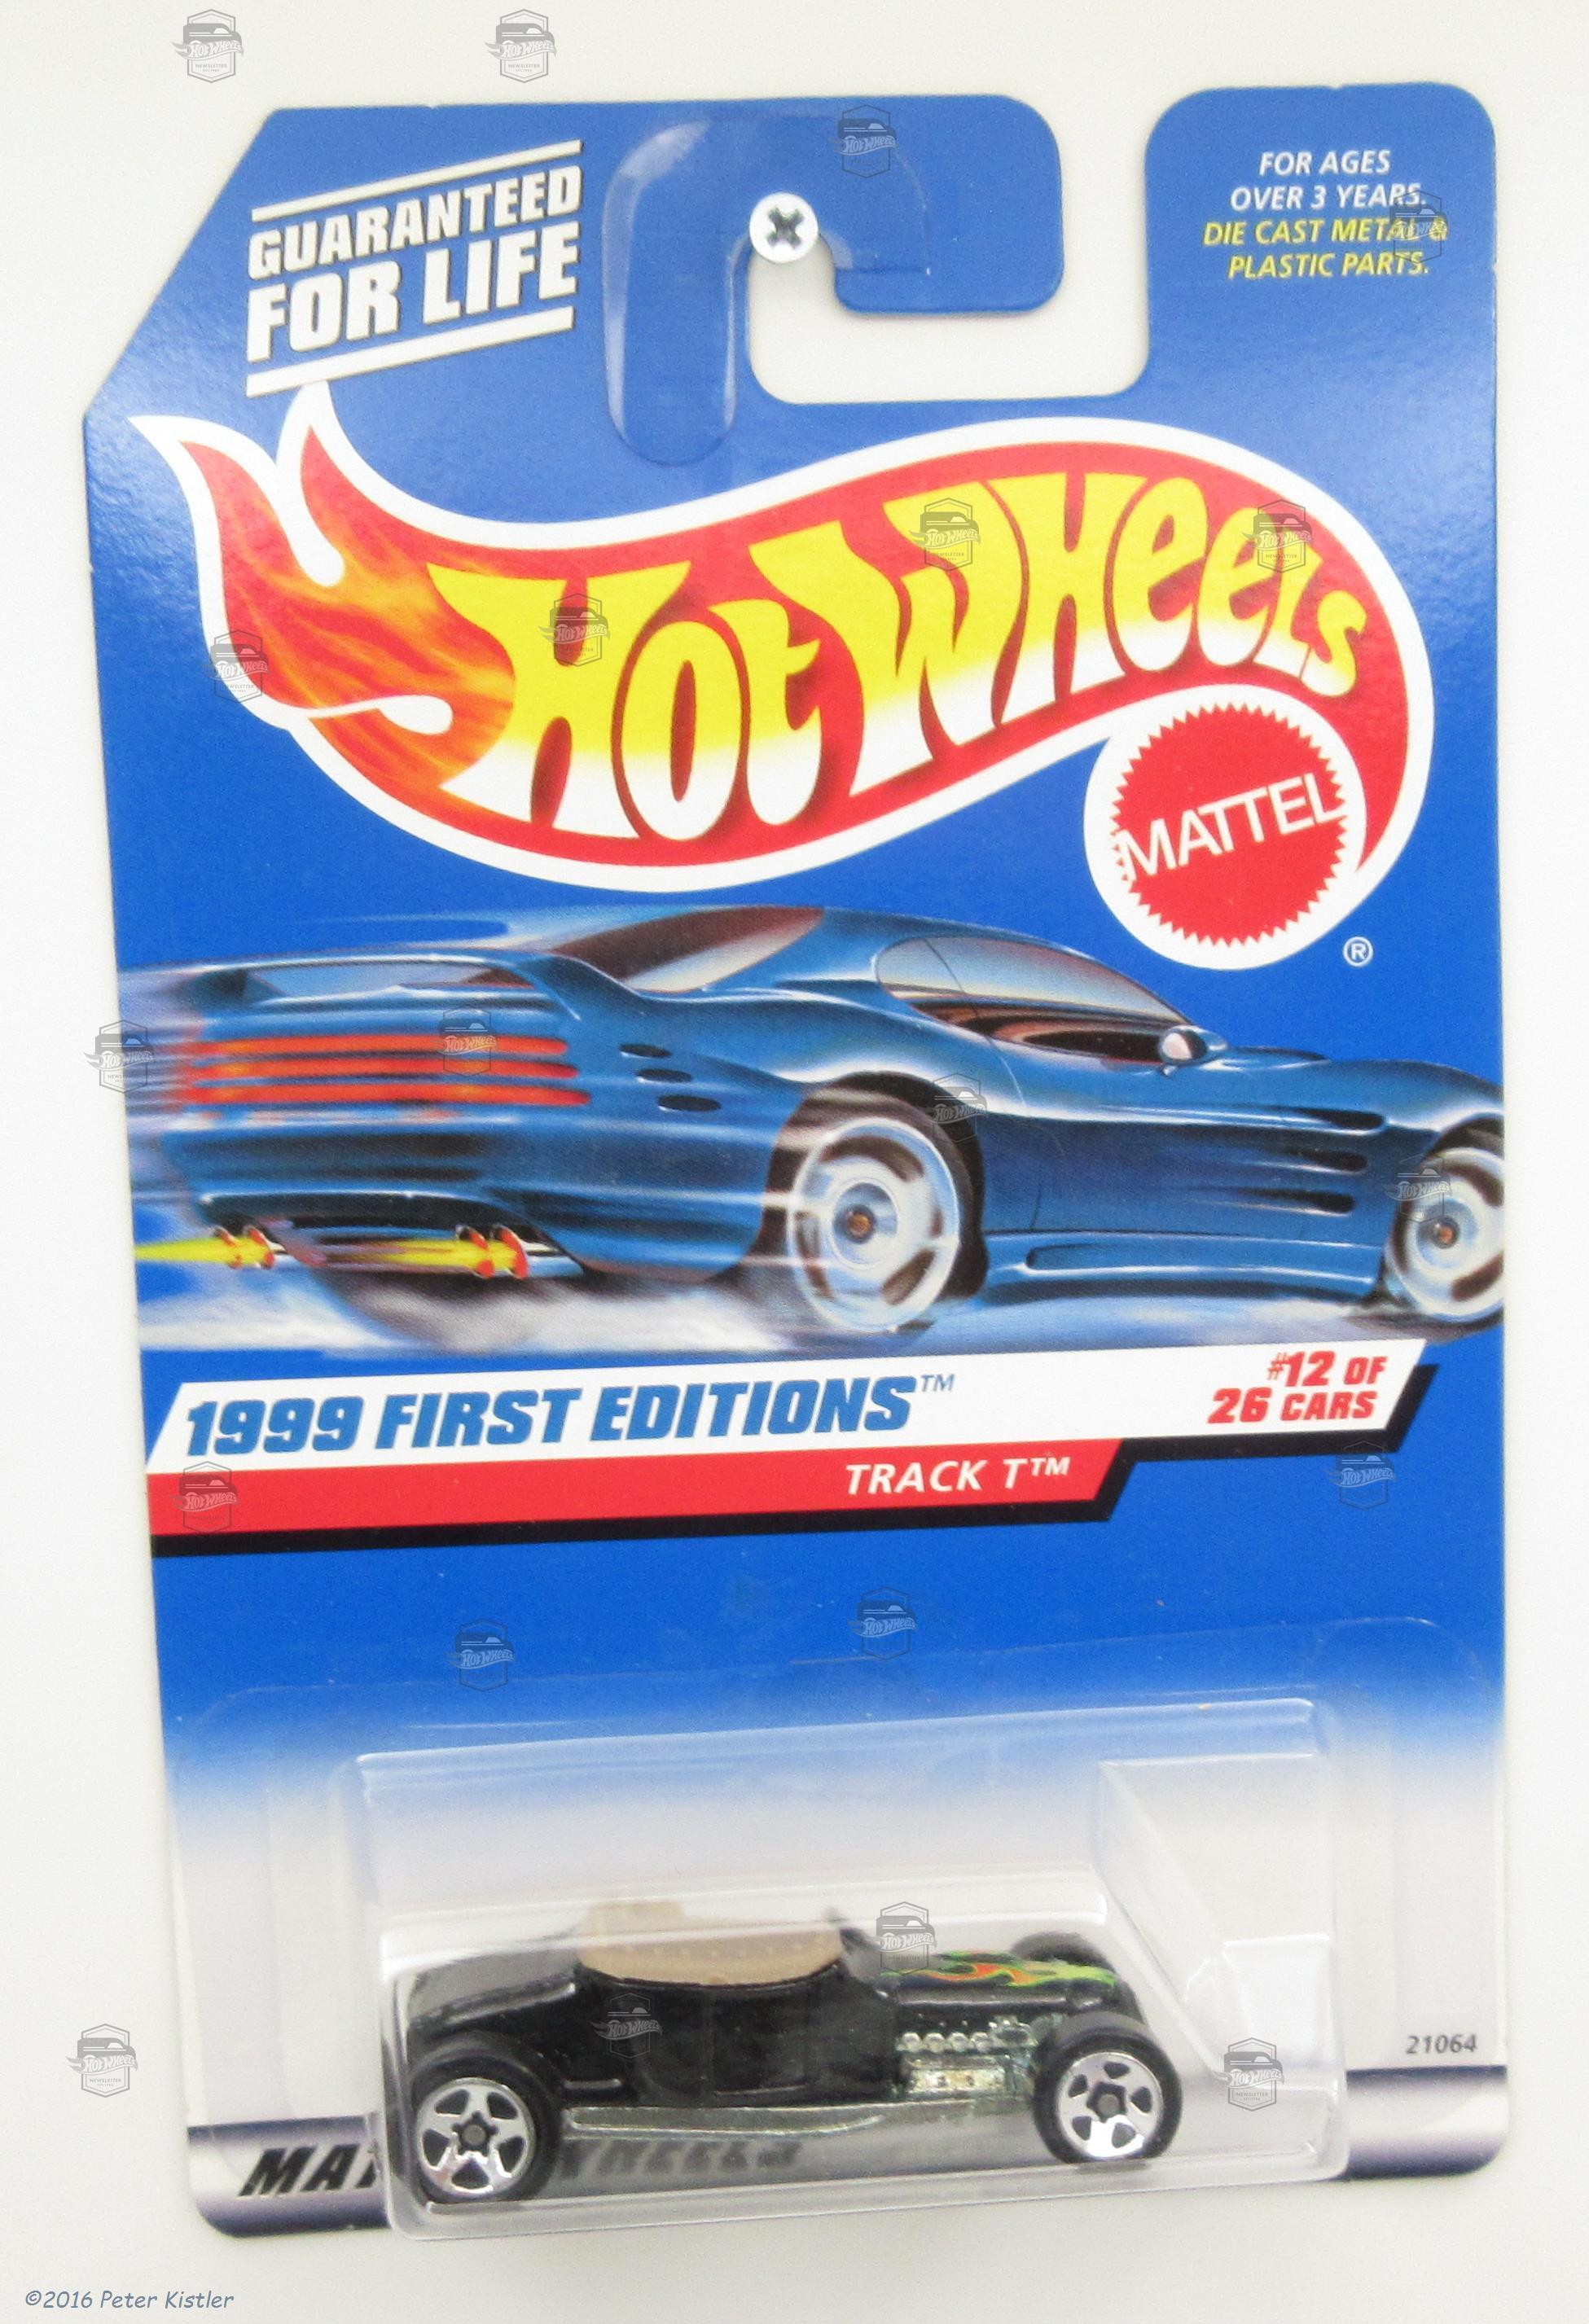 GUARANTEED
FOR LIFE
FOR AGES
OVER 3 YEARS.
DIE CAST METAL &
PLASTIC PARTS.
HOT WHEELS
MATTEL
®
1999 FIRST EDITIONS™
#12 OF
26 CARS
TRACK T™
21064
©2016 Peter Kistler